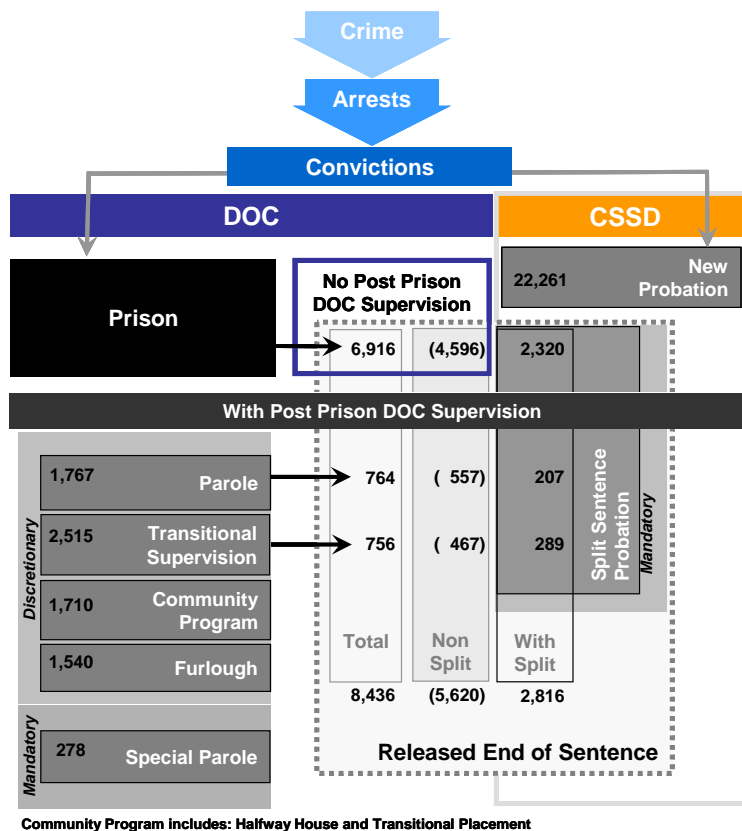 Crime
Arrests
Convictions
DOC
CSSD
No Post Prison
DOC Supervision
22,261 New
Probation
Prison
6,916 (4,596) 2,320
With Post Prison DOC Supervision
1,767 Parole
764 ( 557) 207
2,515 Transitional
Supervision
756 ( 467) 289
1,710 Community
Program
1,540 Furlough
Discretionary
Split Sentence
Probation
Mandatory
Total
Non
Split
With
Split
8,436 (5,620) 2,816
Mandatory
278 Special Parole
Released End of Sentence
Community Program includes: Halfway House and Transitional Placement